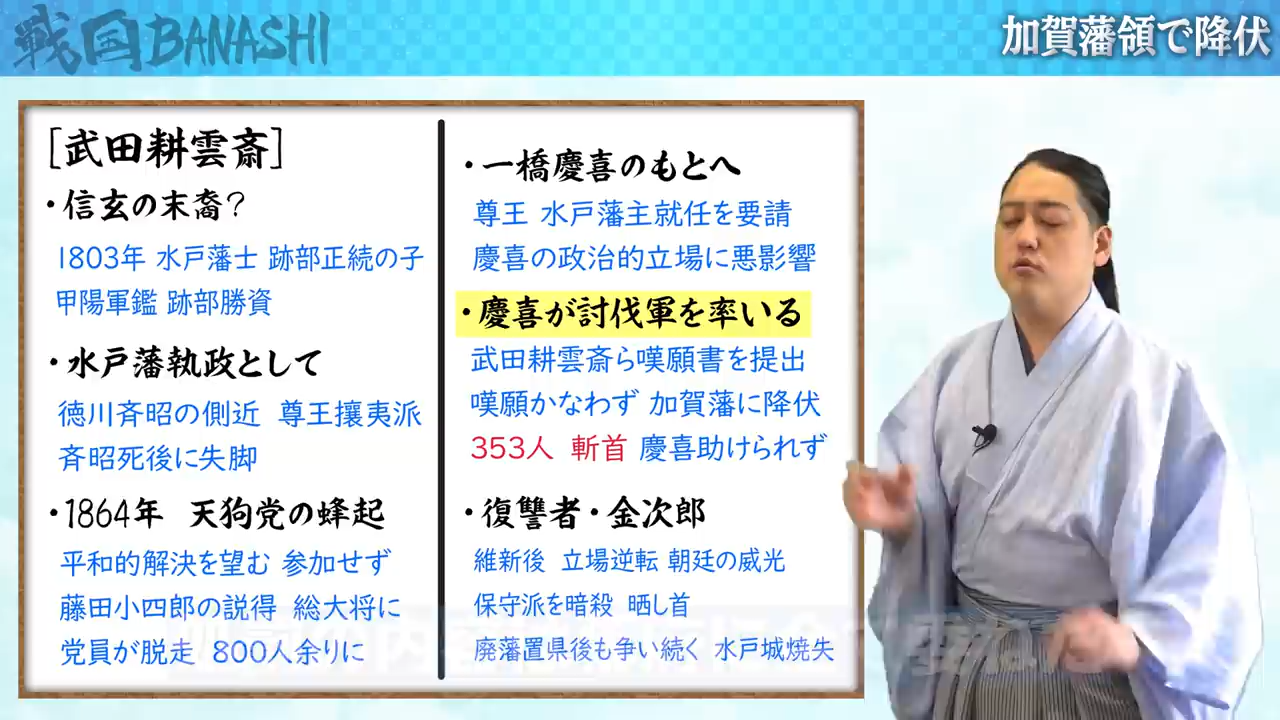 戦国BANASHI
加賀藩領で降伏
[武田耕雲斎]
・信玄の末裔?
1803年 水戸藩士 跡部正続の子
甲陽軍鑑 跡部勝資
・水戸藩執政として
徳川斉昭の側近 尊王攘夷派
斉昭死後に失脚
・1864年 天狗党の蜂起
平和的解決を望む 参加せず
藤田小四郎の説得 総大将に
党員が脱走 800人余りに
・一橋慶喜のもとへ
尊王 水戸藩主就任を要請
慶喜の政治的立場に悪影響
・慶喜が討伐軍を率いる
武田耕雲斎ら嘆願書を提出
嘆願かなわず 加賀藩に降伏
353人 斬首 慶喜助けられず
・復讐者・金次郎
維新後 立場逆転 朝廷の威光
保守派を暗殺 晒し首
廃藩置県後も争い続く 水戸城焼失